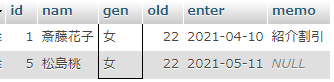 id nam gen old enter memo
1 斎藤花子 女 22 2021-04-10 紹介割引
5 松島桃 女 22 2021-05-11 NULL